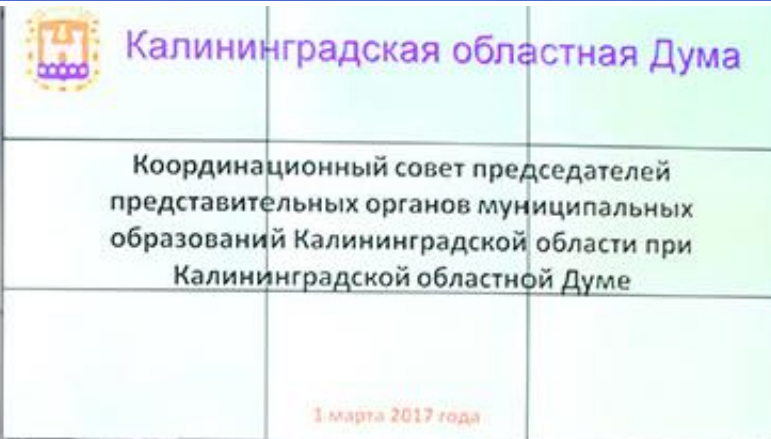 Калининградская областная Дума
Координационный совет председателей
представительных органов муниципальных
образований Калининградской области при
Калининградской областной Думе
1 марта 2017 года